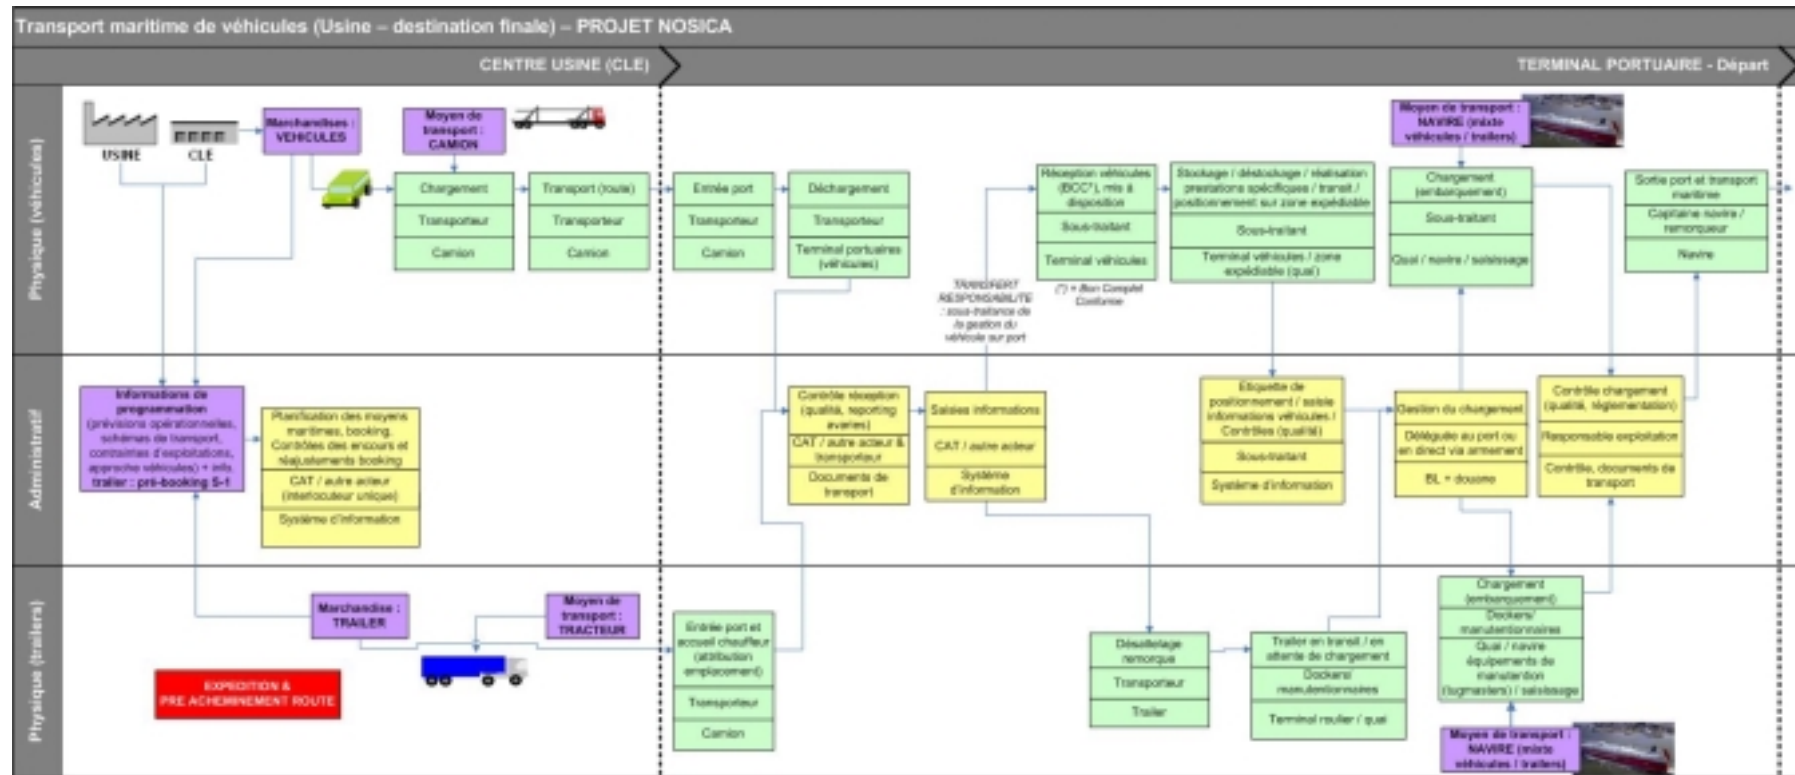 Transport maritime de véhicules (Usine – destination finale) – PROJET NOSICA
CENTRE USINE (CLE)
TERMINAL PORTUAIRE - Départ
Physique (véhicules)
USINE
CLE
Marchandises :
VEHICULES
Moyen de
transport :
CAMION
Chargement
Transporteur
Camion
Transport (route)
Transporteur
Camion
Entrée port
Transporteur
Camion
Déchargement
Transporteur
Terminal portuaires
(véhicules)
TRANSFERT
RESPONSABILITE
: sous-traitance de
la gestion du
véhicule sur port
Réception véhicules
(BCC*), mis à
disposition
Sous-traitant
Terminal véhicules
(*) = Bon Complet
Conforme
Stockage / déstockage / réalisation
prestations spécifiques / transit /
positionnement sur zone expédiable
Sous-traitant
Terminal véhicules / zone
expédiable (quai)
Moyen de transport :
NAVIRE (mixte
véhicules / trailers)
Chargement
(embarquement)
Sous-traitant
Quai / navire / saisissage
Sortie port et transport
maritime
Capitaine navire /
remorqueur
Navire
Administratif
Informations de
programmation
(prévisions opérationnelles,
schémas de transport,
contraintes d'exploitations,
approche véhicules) + info.
trailer : pré-booking S-1
Planification des moyens
maritimes, booking.
Contrôles des encours et
réajustements booking
CAT / autre acteur
(interlocuteur unique)
Système d'information
Contrôle réception
(qualité, reporting
avaries)
CAT / autre acteur &
transporteur
Documents de
transport
Saisies informations
CAT / autre acteur
Système
d'information
Etiquette de
positionnement / saisie
informations véhicules /
Contrôles (qualité)
Sous-traitant
Système d'information
Gestion du chargement
Déléguée au port ou
en direct via armement
BL + douane
Contrôle chargement
(qualité, réglementation)
Responsable exploitation
Contrôle, documents de
transport
Physique (trailers)
Marchandise :
TRAILER
Moyen de
transport :
TRACTEUR
EXPEDITION &
PRE ACHEMINEMENT ROUTE
Entrée port et
accueil chauffeur
(attribution
emplacement)
Transporteur
Camion
Désattelage
remorque
Transporteur
Trailer
Trailer en transit / en
attente de chargement
Dockers/
manutentionnaires
Terminal roulier / quai
Chargement
(embarquement)
Dockers/
manutentionnaires
Quai / navire
équipements de
manutention
(tugmasters) / saisissage
Moyen de transport :
NAVIRE (mixte
véhicules / trailers)